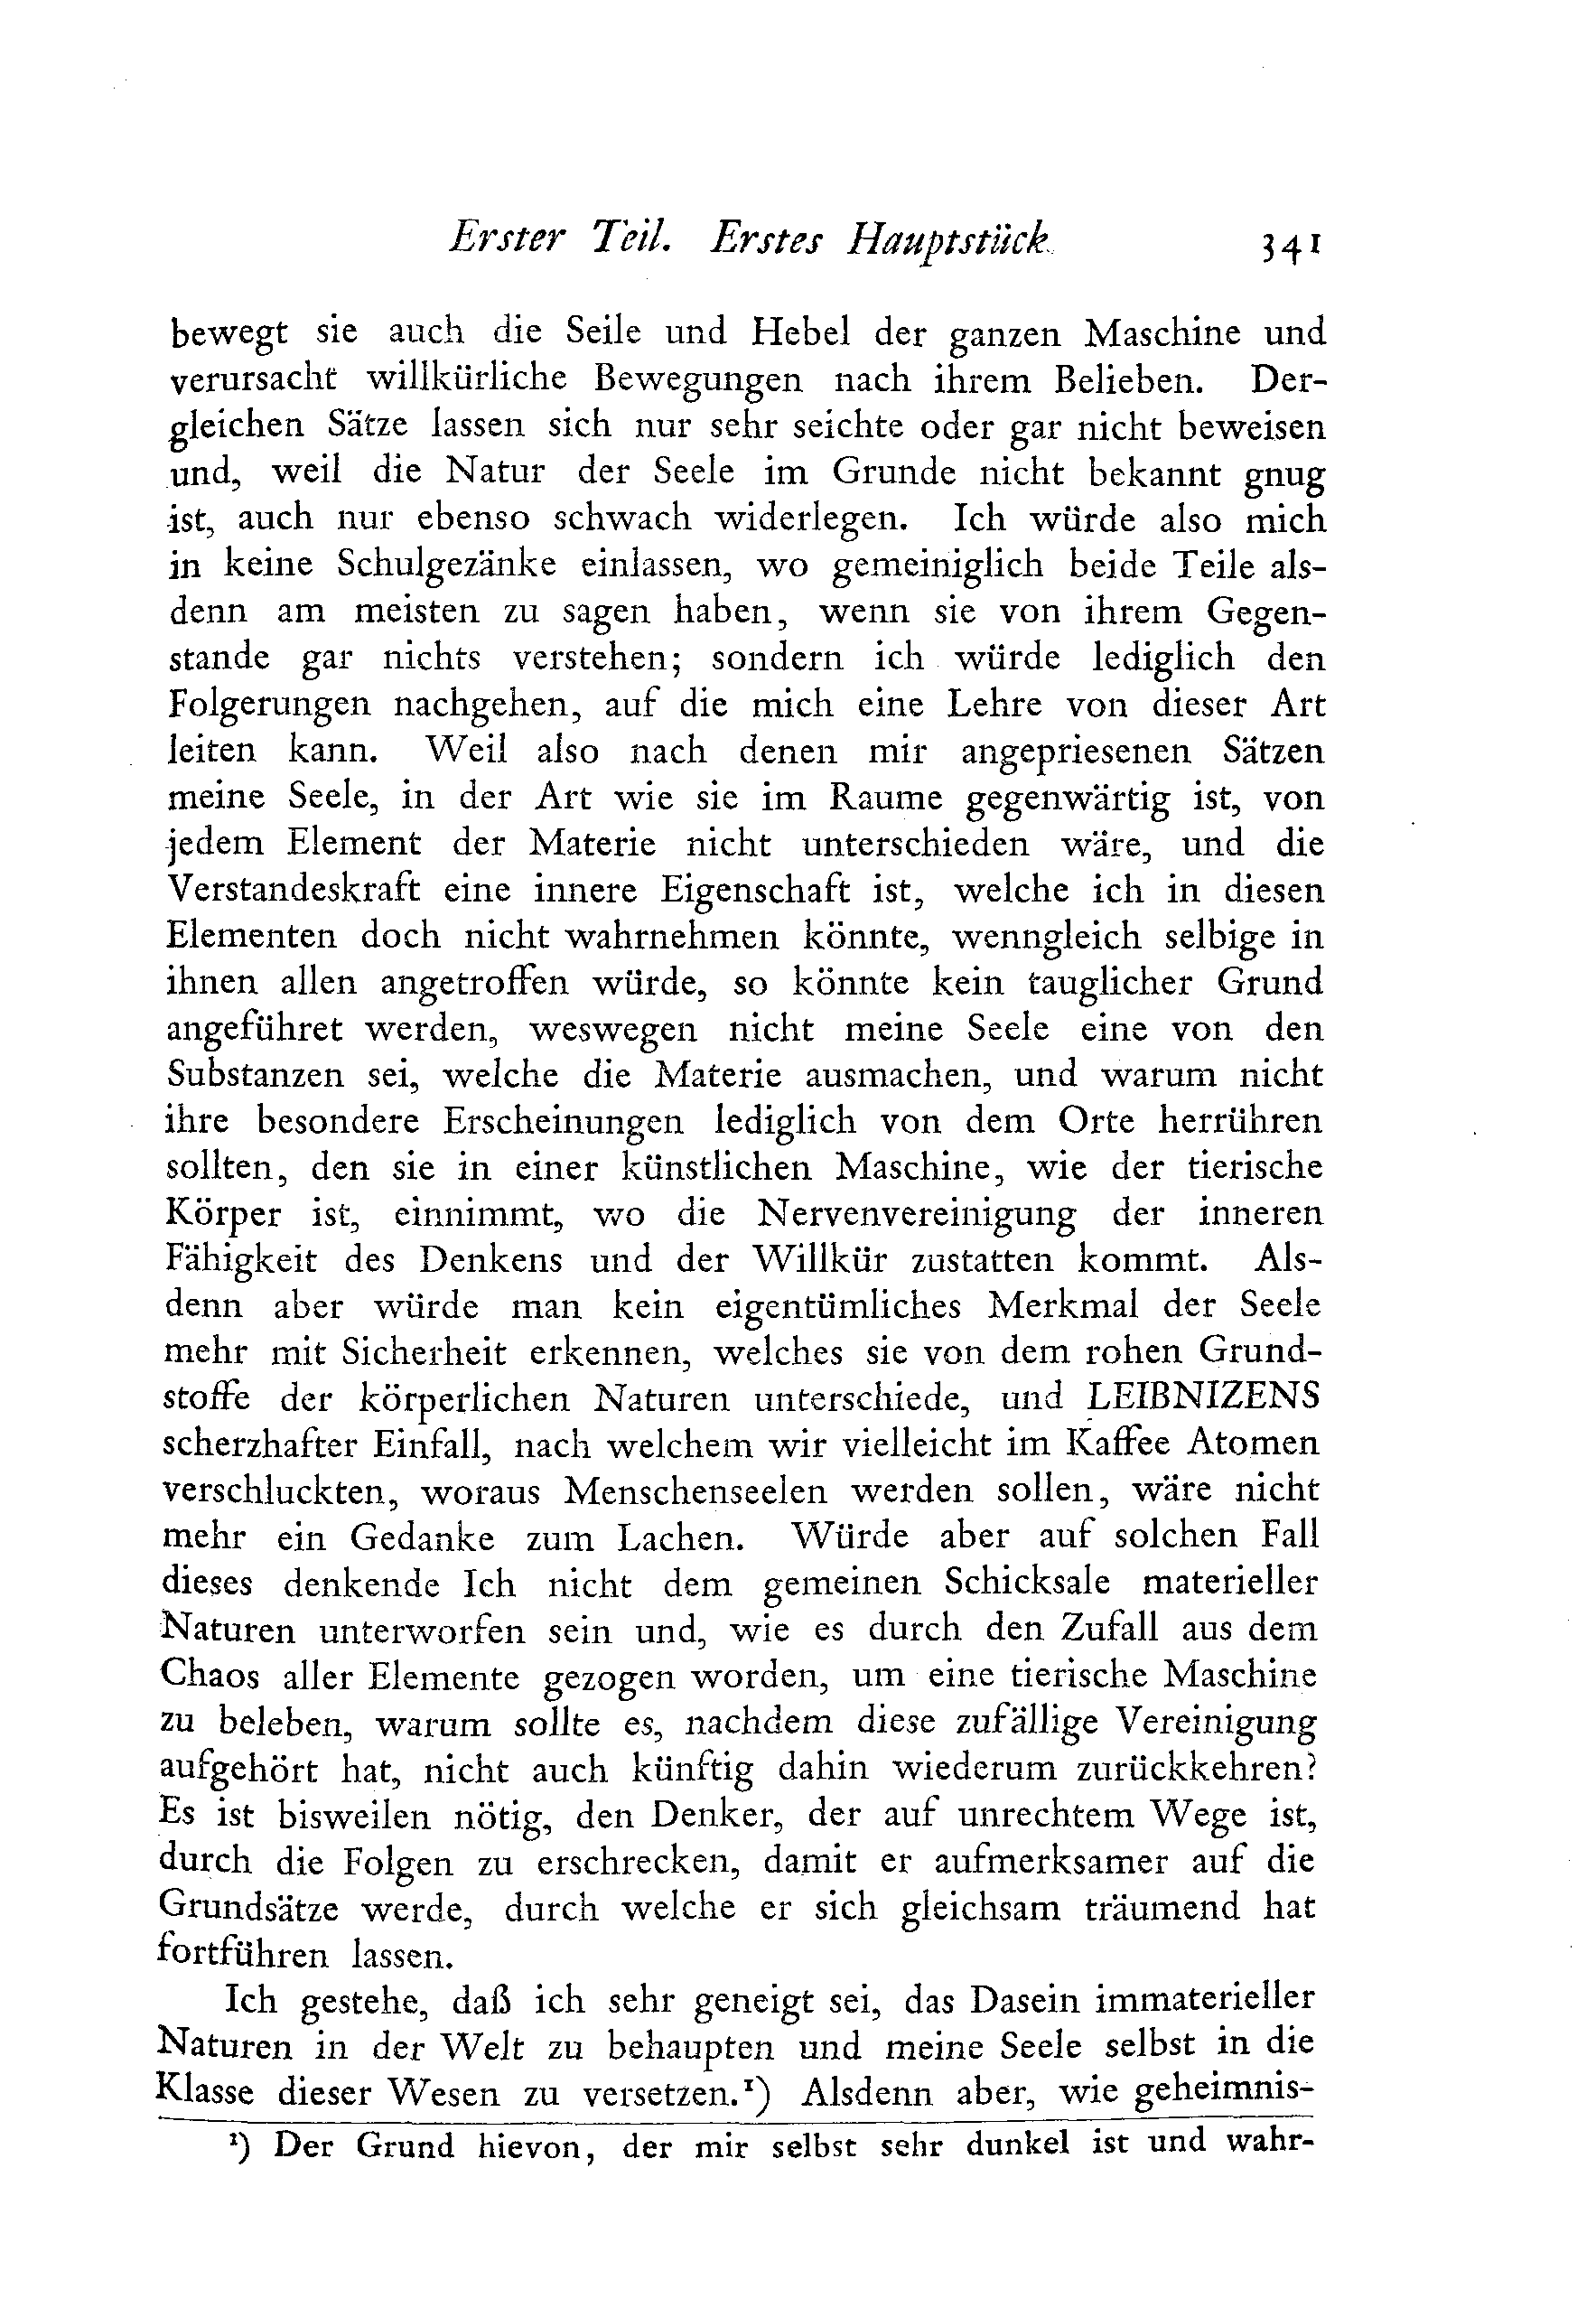 Erster Teil. Erstes Hauptstück 341
bewegt sie auch die Seile und Hebel der ganzen Maschine und
verursacht willkürliche Bewegungen nach ihrem Belieben. Der-
gleichen Sätze lassen sich nur sehr seichte oder gar nicht beweisen
und, weil die Natur der Seele im Grunde nicht bekannt gnug
ist, auch nur ebenso schwach widerlegen. Ich würde also mich
in keine Schulgezänke einlassen, wo gemeiniglich beide Teile als-
denn am meisten zu sagen haben, wenn sie von ihrem Gegen-
stande gar nichts verstehen; sondern ich würde lediglich den
Folgerungen nachgehen, auf die mich eine Lehre von dieser Art
leiten kann. Weil also nach denen mir angepriesenen Sätzen
meine Seele, in der Art wie sie im Raume gegenwärtig ist, von
jedem Element der Materie nicht unterschieden wäre, und die
Verstandeskraft eine innere Eigenschaft ist, welche ich in diesen
Elementen doch nicht wahrnehmen könnte, wenngleich selbige in
ihnen allen angetroffen würde, so könnte kein tauglicher Grund
angeführet werden, weswegen nicht meine Seele eine von den
Substanzen sei, welche die Materie ausmachen, und warum nicht
ihre besondere Erscheinungen lediglich von dem Orte herrühren
sollten, den sie in einer künstlichen Maschine, wie der tierische
Körper ist, einnimmt, wo die Nervenvereinigung der inneren
Fähigkeit des Denkens und der Willkür zustatten kommt. Als-
denn aber würde man kein eigentümliches Merkmal der Seele
mehr mit Sicherheit erkennen, welches sie von dem rohen Grund-
stoffe der körperlichen Naturen unterschiede, und LEIBNIZENS
scherzhafter Einfall, nach welchem wir vielleicht im Kaffee Atomen
verschluckten, woraus Menschenseelen werden sollen, wäre nicht
mehr ein Gedanke zum Lachen. Würde aber auf solchen Fall
dieses denkende Ich nicht dem gemeinen Schicksale materieller
Naturen unterworfen sein und, wie es durch den Zufall aus dem
Chaos aller Elemente gezogen worden, um eine tierische Maschine
zu beleben, warum sollte es, nachdem diese zufällige Vereinigung
aufgehört hat, nicht auch künftig dahin wiederum zurückkehren?
Es ist bisweilen nötig, den Denker, der auf unrechtem Wege ist,
durch die Folgen zu erschrecken, damit er aufmerksamer auf die
Grundsätze werde, durch welche er sich gleichsam träumend hat
fortführen lassen.
Ich gestehe, daß ich sehr geneigt sei, das Dasein immaterieller
Naturen in der Welt zu behaupten und meine Seele selbst in die
Klasse dieser Wesen zu versetzen.¹) Alsdenn aber, wie geheimnis-
¹) Der Grund hievon, der mir selbst sehr dunkel ist und wahr-